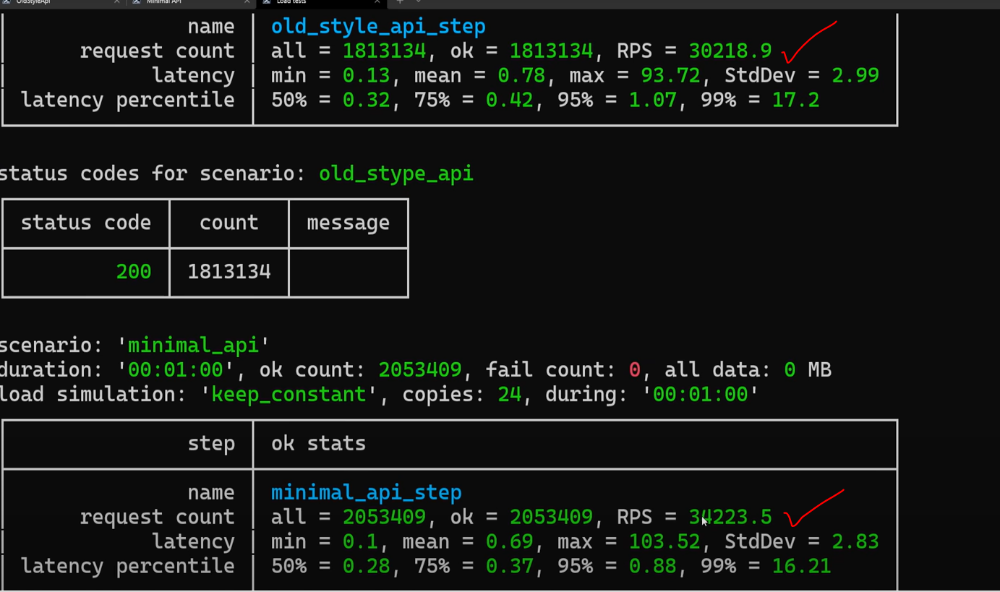 OldStyleApi Minimal API Load tests
name old_style_api_step
request count all = 1813134, ok = 1813134, RPS = 30218.9
latency min = 0.13, mean = 0.78, max = 93.72, StdDev = 2.99
latency percentile 50% = 0.32, 75% = 0.42, 95% = 1.07, 99% = 17.2
status codes for scenario: old_stype_api
status code count message
200 1813134
scenario: 'minimal_api'
duration: '00:01:00', ok count: 2053409, fail count: 0, all data: 0 MB
load simulation: 'keep_constant', copies: 24, during: '00:01:00'
step ok stats
name minimal_api_step
request count all = 2053409, ok = 2053409, RPS = 34223.5
latency min = 0.1, mean = 0.69, max = 103.52, StdDev = 2.83
latency percentile 50% = 0.28, 75% = 0.37, 95% = 0.88, 99% = 16.21